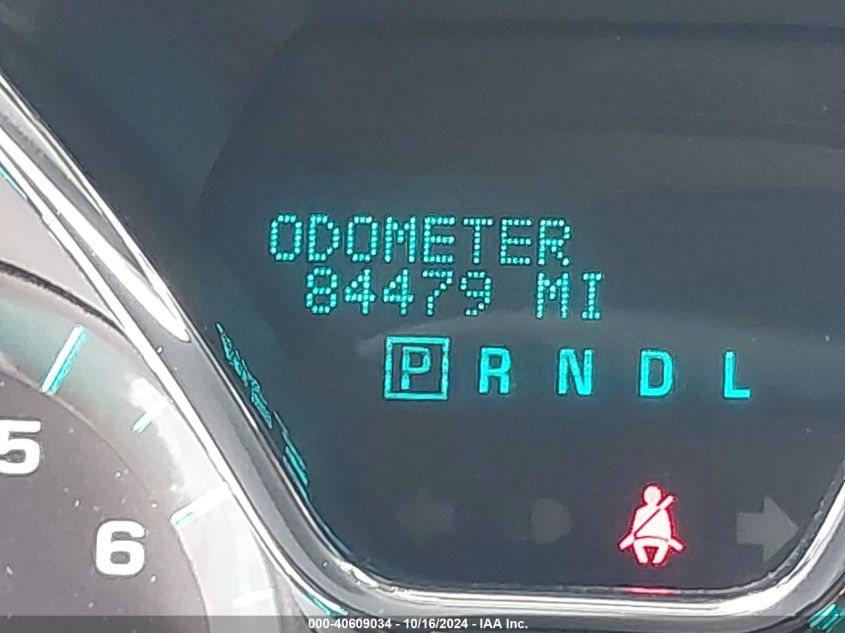 ODOMETER
84479 MI
P R N D L
5
6
000-40609034 - 10/16/2024 - IAA Inc.